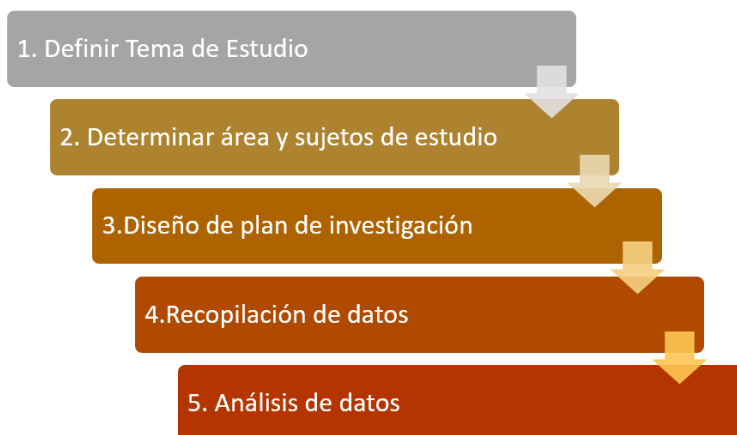 1. Definir Tema de Estudio
2. Determinar área y sujetos de estudio
3.Diseño de plan de investigación
4.Recopilación de datos
5. Análisis de datos